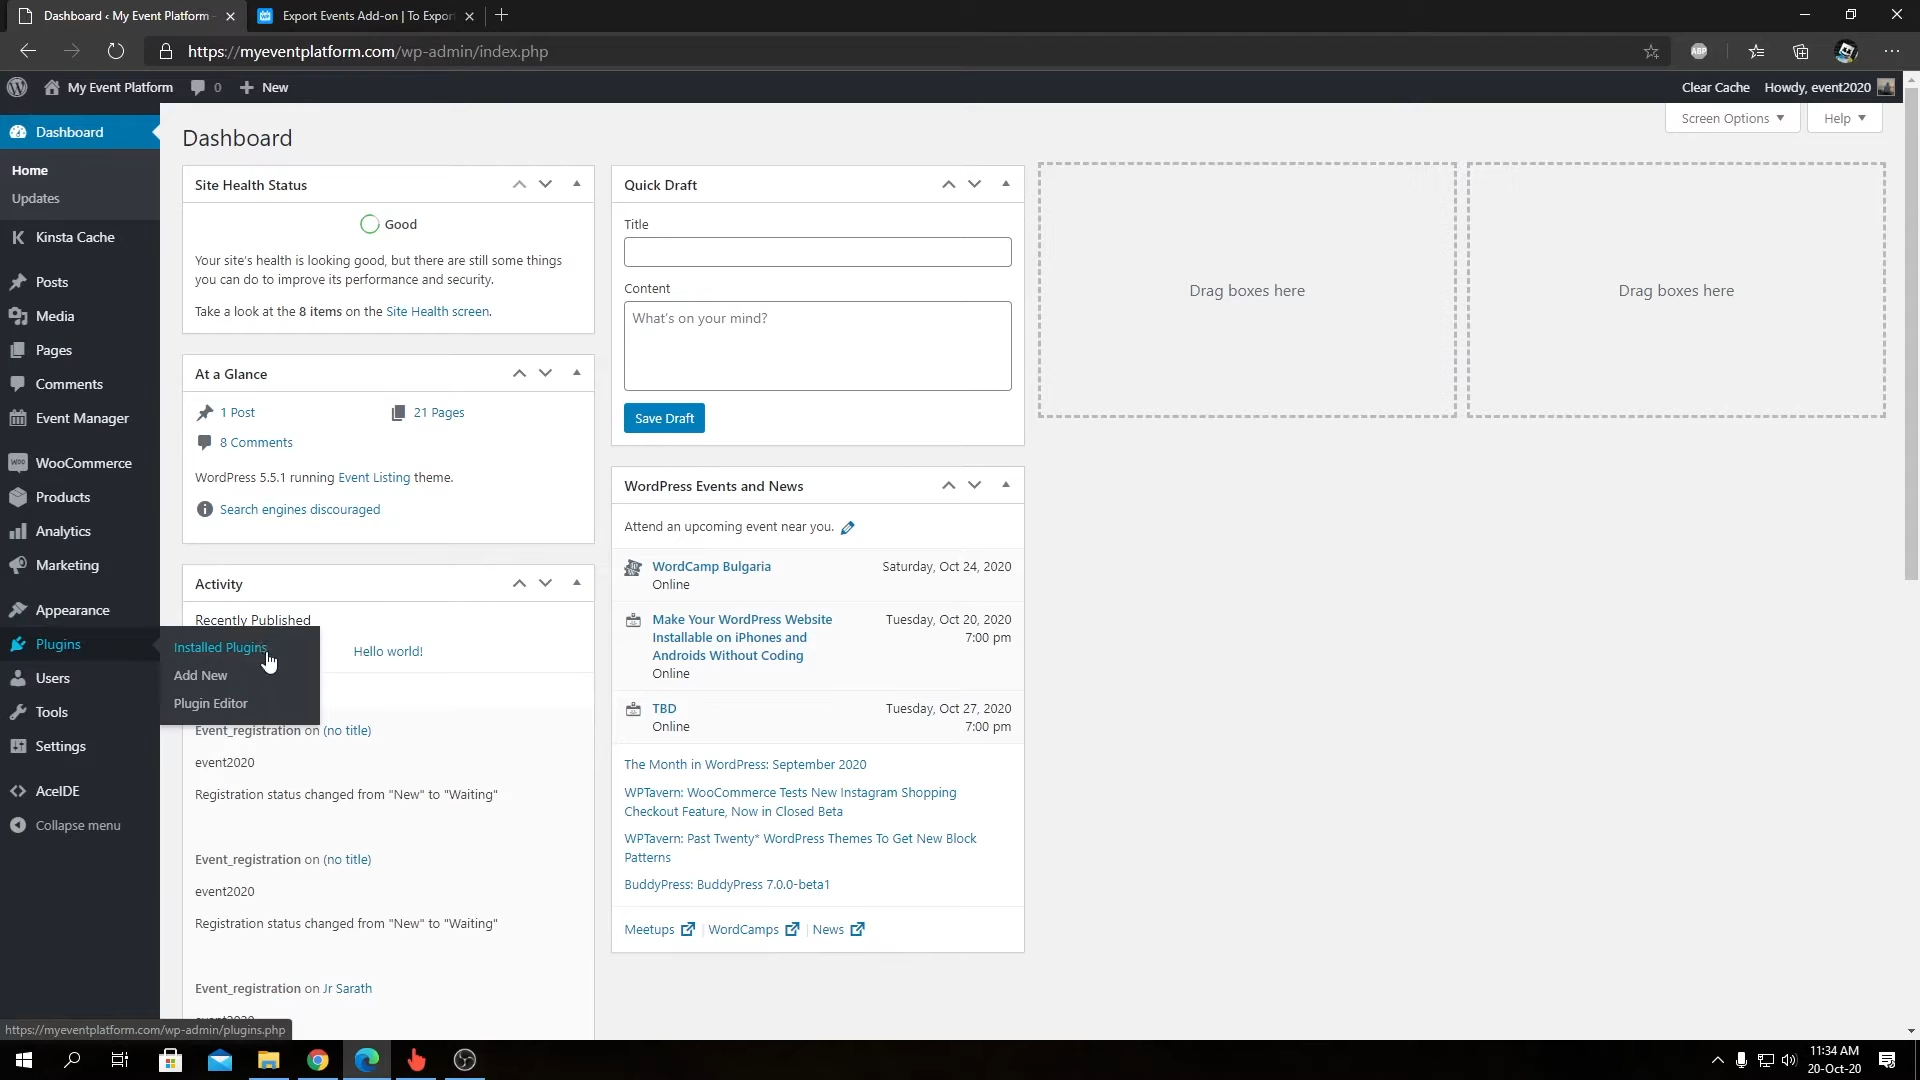 Dashboard ‹ My Event Platform -
Export Events Add-on | To Export
https://myeventplatform.com/wp-admin/index.php
ABP
My Event Platform
0
New
Clear Cache
Howdy, event2020
Dashboard
Home
Updates
Kinsta Cache
Posts
Media
Pages
Comments
Event Manager
WooCommerce
Products
Analytics
Marketing
Appearance
Plugins
Users
Tools
Settings
AceIDE
Collapse menu
Installed Plugins
Add New
Plugin Editor
Screen Options
Help
Dashboard
Site Health Status
Good
Your site's health is looking good, but there are still some things
you can do to improve its performance and security.
Take a look at the 8 items on the Site Health screen.
At a Glance
1 Post
21 Pages
8 Comments
WordPress 5.5.1 running Event Listing theme.
Search engines discouraged
Activity
Recently Published
Hello world!
Event_registration on (no title)
event2020
Registration status changed from "New" to "Waiting"
Event_registration on (no title)
event2020
Registration status changed from "New" to "Waiting"
Event_registration on Jr Sarath
event2020
Quick Draft
Title
Content
What's on your mind?
Save Draft
WordPress Events and News
Attend an upcoming event near you.
WordCamp Bulgaria
Saturday, Oct 24, 2020
Online
Make Your WordPress Website
Tuesday, Oct 20, 2020
Installable on iPhones and
7:00 pm
Androids Without Coding
Online
TBD
Tuesday, Oct 27, 2020
Online
7:00 pm
The Month in WordPress: September 2020
WPTavern: WooCommerce Tests New Instagram Shopping
Checkout Feature, Now in Closed Beta
WPTavern: Past Twenty* WordPress Themes To Get New Block
Patterns
BuddyPress: BuddyPress 7.0.0-beta1
Meetups | WordCamps | News
Drag boxes here
Drag boxes here
https://myeventplatform.com/wp-admin/plugins.php
11:34 AM
20-Oct-20